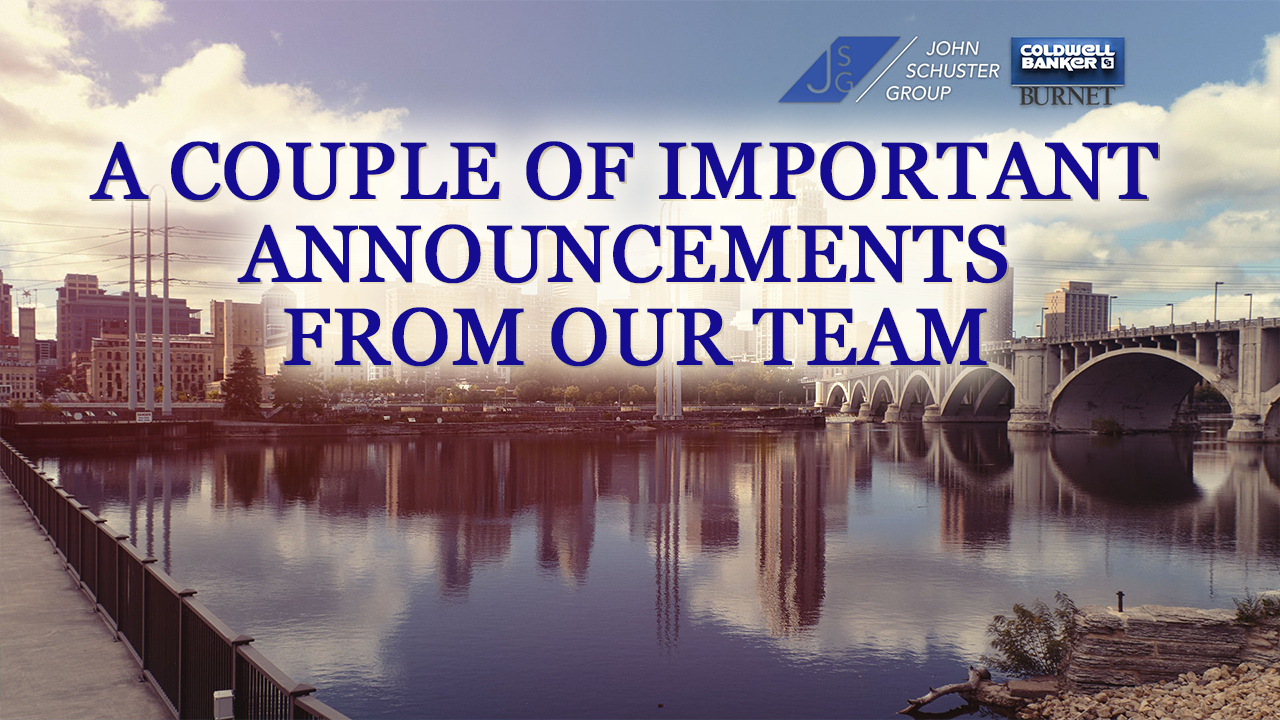 JSG
JOHN
SCHUSTER
GROUP
COLDWELL
BANKER
BURNET
A COUPLE OF IMPORTANT
ANNOUNCEMENTS
FROM OUR TEAM